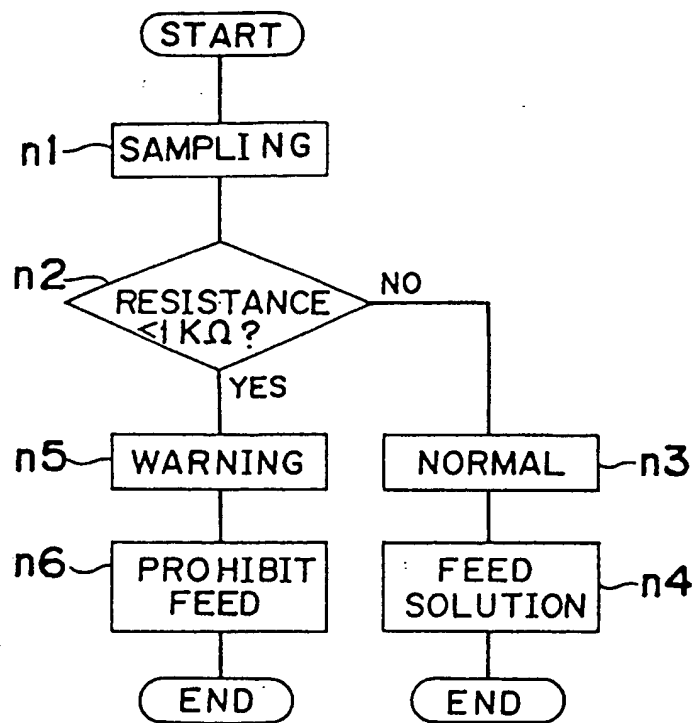 START
n1
SAMPLING
n2
RESISTANCE
<1 KΩ?
NO
YES
n5
WARNING
NORMAL
n3
n6
PROHIBIT
FEED
FEED
SOLUTION
n4
END
END